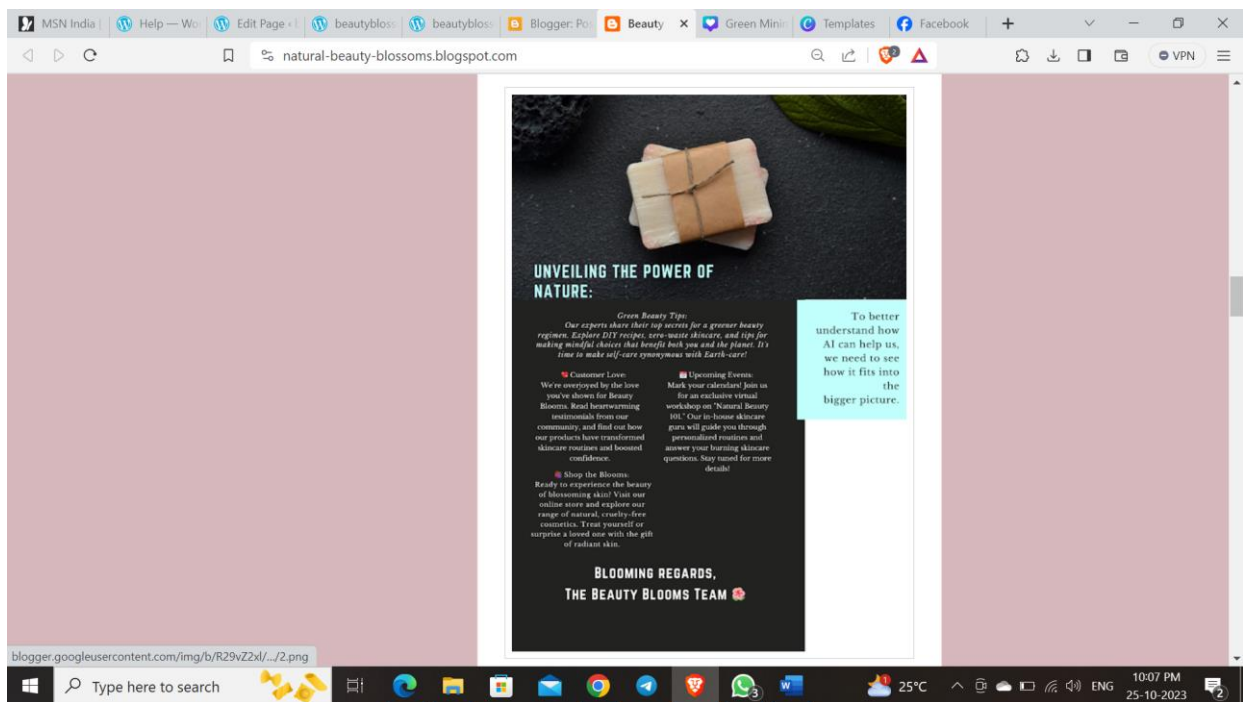 MSN India |
Help — Wo
Edit Page ‹ b
beautybloss
beautybloss
Blogger: Pos
Beauty
Green Minin
Templates
Facebook
natural-beauty-blossoms.blogspot.com
2
VPN
UNVEILING THE POWER OF
NATURE:
Green Beauty Tips:
Our experts share their top secrets for a greener beauty
regimen. Explore DIY recipes, zero-waste skincare, and tips for
making mindful choices that benefit both you and the planet. It's
time to make self-care synonymous with Earth-care!
Customer Love:
We're overjoyed by the love
you've shown for Beauty
Blooms. Read heartwarming
testimonials from our
community, and find out how
our products have transformed
skincare routines and boosted
confidence.
Shop the Blooms:
Ready to experience the beauty
of blossoming skin? Visit our
online store and explore our
range of natural, cruelty-free
cosmetics. Treat yourself or
surprise a loved one with the gift
of radiant skin.
Upcoming Events:
Mark your calendars! Join us
for an exclusive virtual
workshop on "Natural Beauty
101." Our in-house skincare
guru will guide you through
personalized routines and
answer your burning skincare
questions. Stay tuned for more
details!
To better
understand how
AI can help us,
we need to see
how it fits into
the
bigger picture.
BLOOMING REGARDS,
THE BEAUTY BLOOMS TEAM
blogger.googleusercontent.com/img/b/R29vZ2xl/.../2.png
Type here to search
3
1
25°C
ENG
10:07 PM
25-10-2023
2